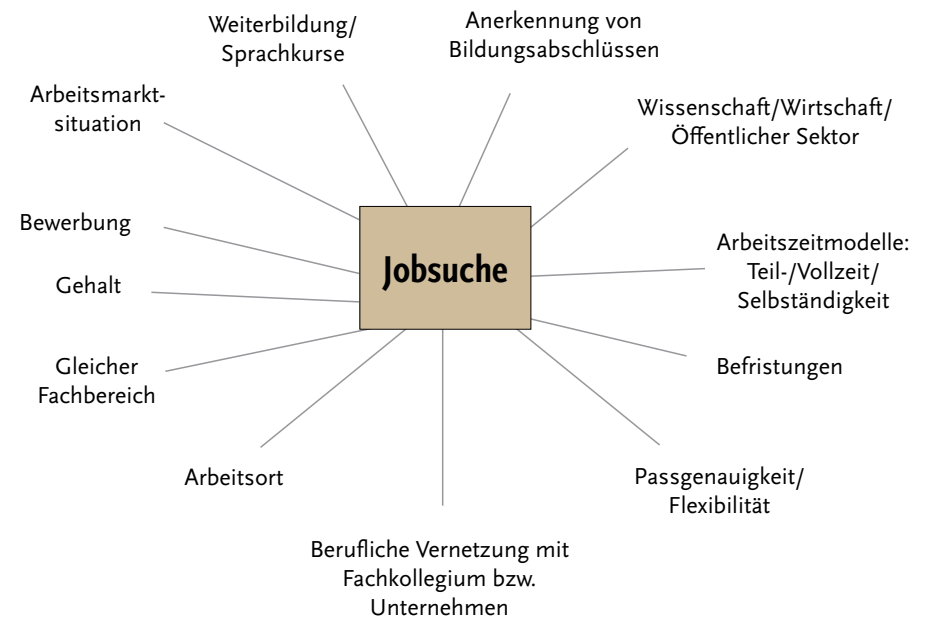 Weiterbildung/
Sprachkurse
Anerkennung von
Bildungsabschlüssen
Arbeitsmarkt-
situation
Wissenschaft/Wirtschaft/
Öffentlicher Sektor
Bewerbung
Arbeitszeitmodelle:
Teil-/Vollzeit/
Selbständigkeit
Jobsuche
Gehalt
Gleicher
Fachbereich
Befristungen
Arbeitsort
Passgenauigkeit/
Flexibilität
Berufliche Vernetzung mit
Fachkollegium bzw.
Unternehmen